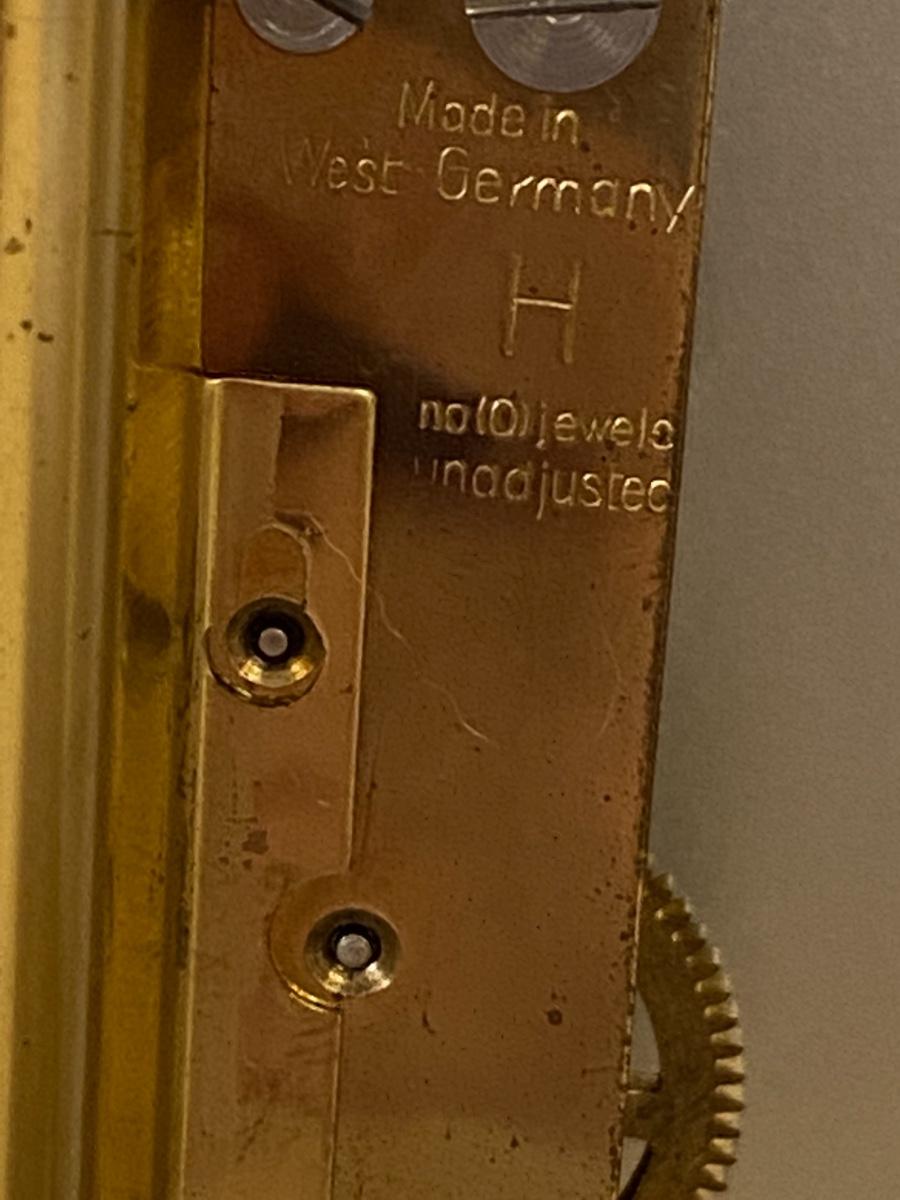 Made in
West Germany
H
no(0) jewels
unadjusted